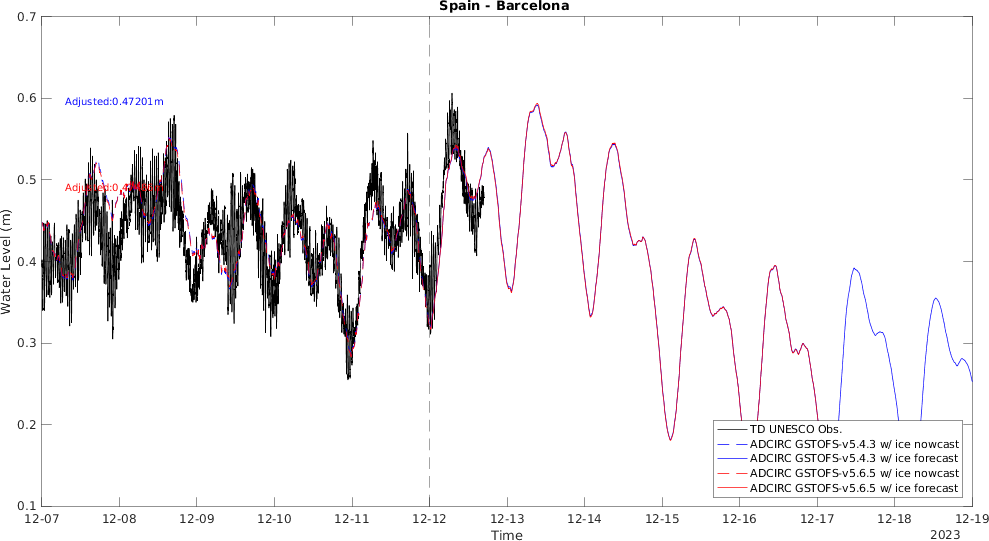 Spain - Barcelona
0.7
0.6
0.5
0.4
0.3
0.2
0.1
Water Level (m)
Adjusted:0.47201m
TD UNESCO Obs.
ADCIRC GSTOFS-v5.4.3 w/ ice nowcast
ADCIRC GSTOFS-v5.4.3 w/ ice forecast
ADCIRC GSTOFS-v5.6.5 w/ ice nowcast
ADCIRC GSTOFS-v5.6.5 w/ ice forecast
12-07 12-08 12-09 12-10 12-11 12-12 12-13 12-14 12-15 12-16 12-17 12-18 12-19
Time
2023